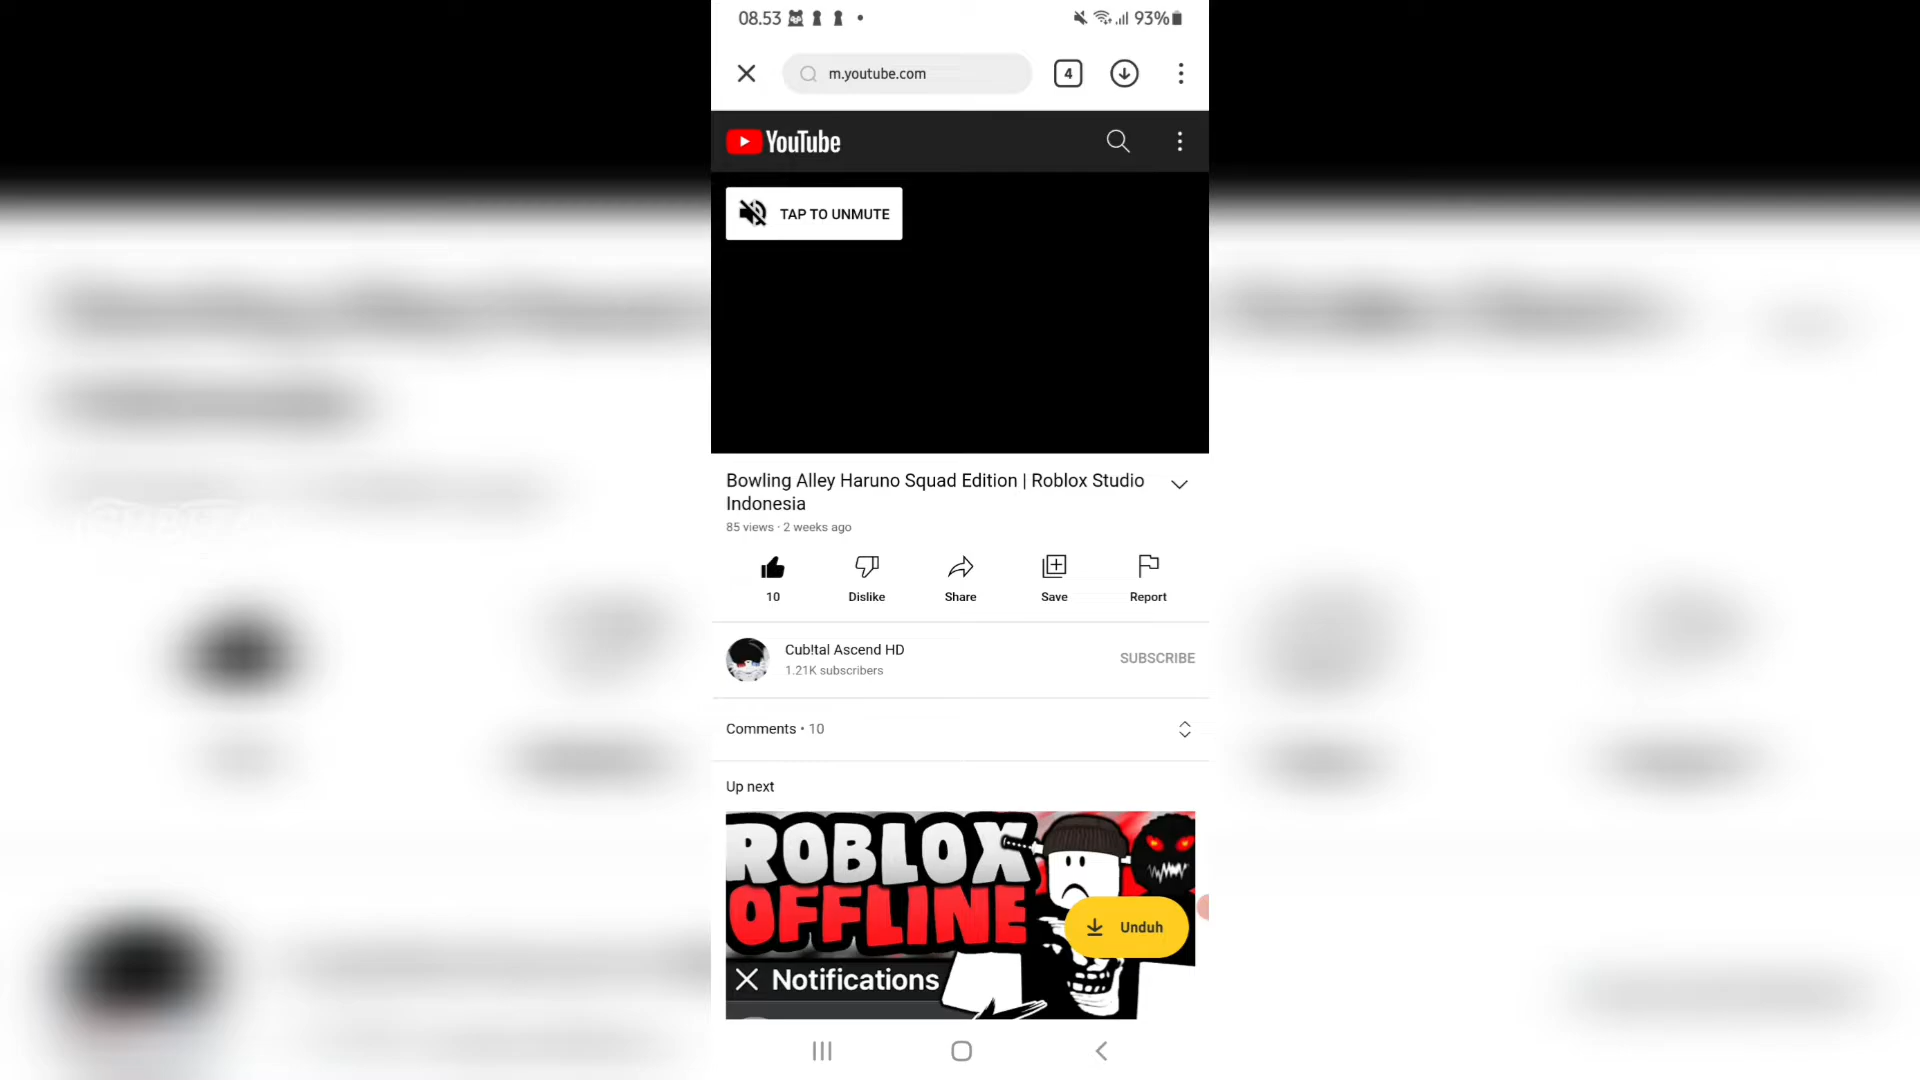 08.53
93%
m.youtube.com
4
YouTube
TAP TO UNMUTE
Bowling Alley Haruno Squad Edition | Roblox Studio
Indonesia
85 views · 2 weeks ago
10
Dislike
Share
Save
Report
Cub!tal Ascend HD
1.21K subscribers
SUBSCRIBE
Comments • 10
Up next
ROBLOX
OFFLINE
Unduh
Notifications